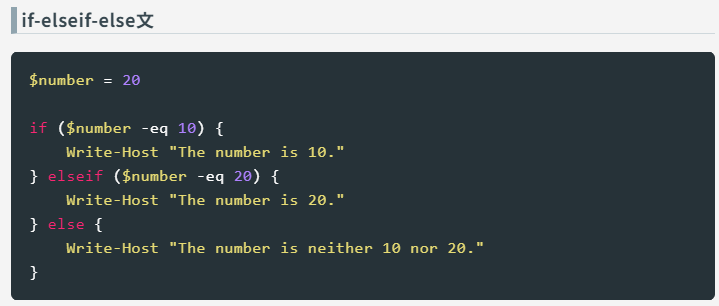 if-elseif-else文
$number = 20
if ($number -eq 10) {
    Write-Host "The number is 10."
} elseif ($number -eq 20) {
    Write-Host "The number is 20."
} else {
    Write-Host "The number is neither 10 nor 20."
}